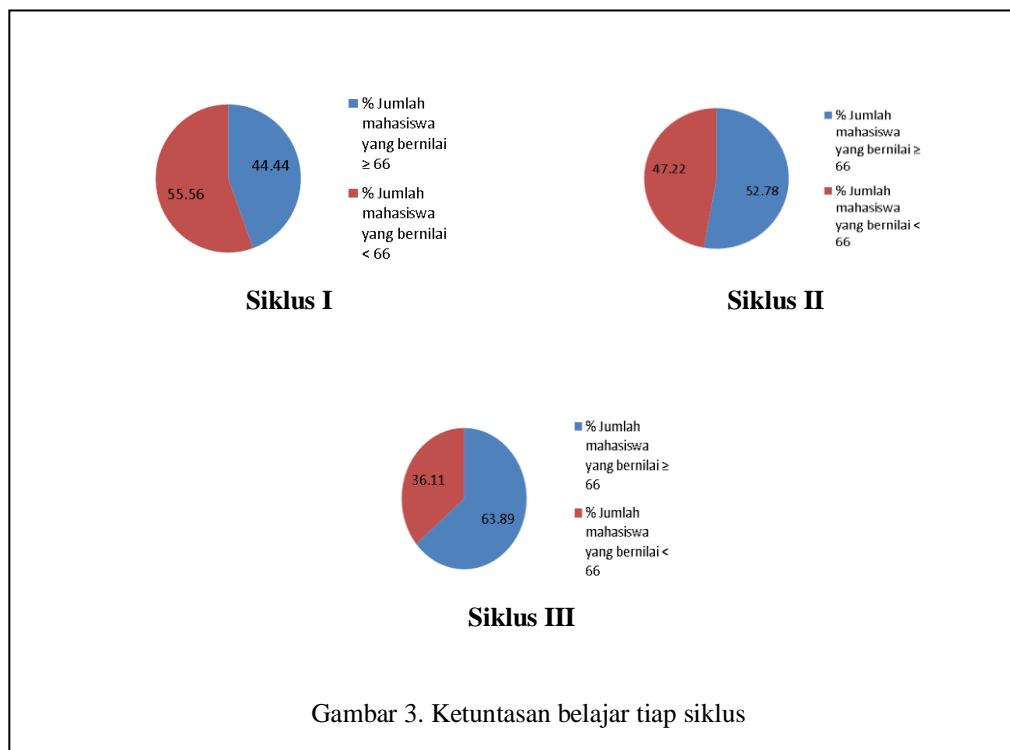 44.44
55.56
% Jumlah
mahasiswa
yang bernilai
≥ 66
% Jumlah
mahasiswa
yang bernilai
< 66
Siklus I
47.22
52.78
% Jumlah
mahasiswa
yang bernilai ≥
66
% Jumlah
mahasiswa
yang bernilai <
66
Siklus II
36.11
63.89
% Jumlah
mahasiswa
yang bernilai ≥
66
% Jumlah
mahasiswa
yang bernilai <
66
Siklus III
Gambar 3. Ketuntasan belajar tiap siklus